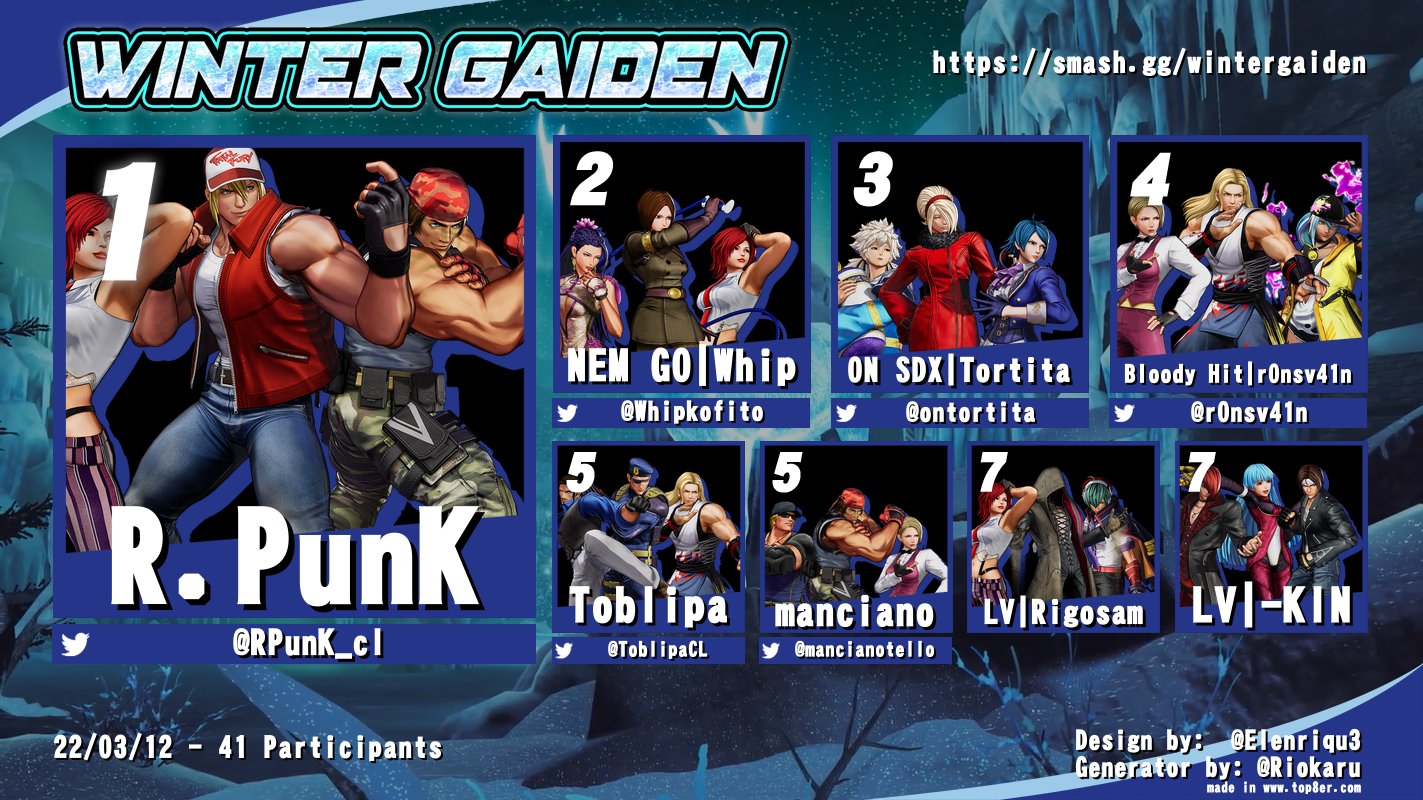 WINTER GAIDEN
https://smash.gg/wintergaiden
1
FATAL FURY
R.PunK
@RPunK_cl
2
NEM GO|Whip
@Whipkofito
3
ON SDX|Tortita
@ontortita
4
Bloody Hit|r0nsv41n
@r0nsv41n
5
Toblipa
@ToblipaCL
5
manciano
@mancianotello
7
LV|Rigosam
7
LV|-KIN
22/03/12 - 41 Participants
Design by: @Elenriqu3
Generator by: @Riokaru
made in www.top8er.com